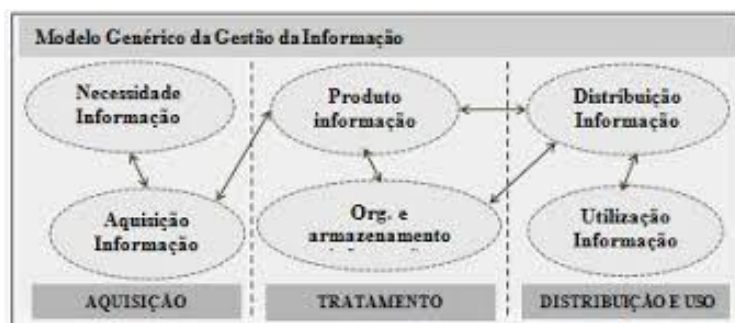 Modelo Genérico da Gestão da Informação
Necessidade
Informação
Aquisição
Informação
Produto
informação
Org. e
armazenamento
Distribuição
Informação
Utilização
Informação
AQUISIÇÃO
TRATAMENTO
DISTRIBUIÇÃO E USO